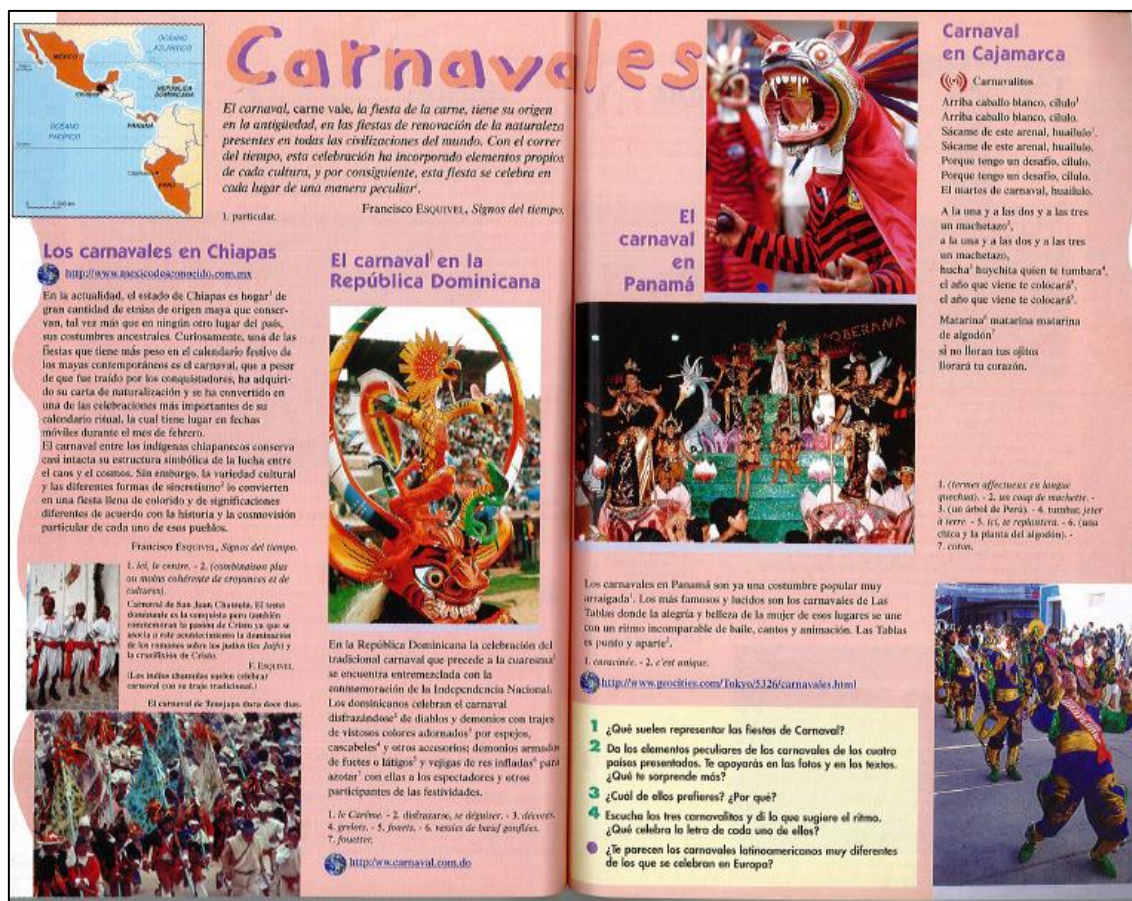 OCÉANO
ATLÁNTICO
MÉXICO
Chiapas
REPÚBLICA
DOMINICANA
OCÉANO
PACÍFICO
PANAMÁ
Cajamarca
PERÚ
Carnavales
El carnaval, carne vale, la fiesta de la carne, tiene su origen
en la antigüedad, en las fiestas de renovación de la naturaleza
presentes en todas las civilizaciones del mundo. Con el correr
del tiempo, esta celebración ha incorporado elementos propios
de cada cultura, y por consiguiente, esta fiesta se celebra en
cada lugar de una manera peculiar¹.
Francisco ESQUIVEL, Signos del tiempo.
1. particular.
Los carnavales en Chiapas
http://www.mexicodesconocido.com.mx
En la actualidad, el estado de Chiapas es hogar¹ de
gran cantidad de etnias de origen maya que conser-
van, tal vez más que en ningún otro lugar del país,
sus costumbres ancestrales. Curiosamente, una de las
fiestas que tiene más peso en el calendario festivo de
los mayas contemporáneos es el carnaval, que a pesar
de que fue traído por los conquistadores, ha adquiri-
do su carta de naturalización y se ha convertido en
una de las celebraciones más importantes de su
calendario ritual, la cual tiene lugar en fechas
móviles durante el mes de febrero.
El carnaval entre los indígenas chiapanecos conserva
casi intacta su estructura simbólica de la lucha entre
el caos y el cosmos. Sin embargo, la variedad cultural
y las diferentes formas de sincretismo² lo convierten
en una fiesta llena de colorido y de significaciones
diferentes de acuerdo con la historia y la cosmovisión
particular de cada uno de esos pueblos.
Francisco ESQUIVEL, Signos del tiempo.
1. ici, le centre. - 2. (combinaison plus
ou moins cohérente de croyances et de
cultures).
Carnaval de San Juan Chamula. El tema
dominante es la conquista pero también
conmemoran la pasión de Cristo ya que se
asocia a este acontecimiento la dominación
de los romanos sobre los judíos (les Juifs) y
la crucifixión de Cristo.
F. ESQUIVEL
(Los indios chamulas suelen celebrar
carnaval con su traje tradicional.)
El carnaval de Tenejapa dura doce días.
El carnaval en la
República Dominicana
En la República Dominicana la celebración del
tradicional carnaval que precede a la cuaresma¹
se encuentra entremezclada con la
conmemoración de la Independencia Nacional.
Los dominicanos celebran el carnaval
disfrazándose² de diablos y demonios con trajes
de vistosos colores adornados³ por espejos,
cascabeles⁴ y otros accesorios; demonios armados
de fuetes o látigos⁵ y vejigas de res infladas⁶ para
azotar⁷ con ellas a los espectadores y otros
participantes de las festividades.
1. le Carême. - 2. disfrazarse, se déguiser. - 3. décorés.
4. grelots. - 5. fouets. - 6. vessies de bœuf gonflées.
7. fouetter.
http:/ww.carnaval.com.do
El
carnaval
en
Panamá
SOBERANA
Los carnavales en Panamá son ya una costumbre popular muy
arraigada¹. Los más famosos y lucidos son los carnavales de Las
Tablas donde la alegría y belleza de la mujer de esos lugares se une
con un ritmo incomparable de baile, cantos y animación. Las Tablas
es punto y aparte².
1. enracinée. - 2. c'est unique.
http://www.geocities.com/Tokyo/5326/carnavales.html
1 ¿Qué suelen representar las fiestas de Carnaval?
2 Da los elementos peculiares de los carnavales de los cuatro
países presentados. Te apoyarás en las fotos y en los textos.
¿Qué te sorprende más?
3 ¿Cuál de ellos prefieres? ¿Por qué?
4 Escucha los tres carnavalitos y di lo que sugiere el ritmo.
¿Qué celebra la letra de cada uno de ellos?
¿Te parecen los carnavales latinoamericanos muy diferentes
de los que se celebran en Europa?
Carnaval
en Cajamarca
Carnavalitos
Arriba caballo blanco, cílulo¹
Arriba caballo blanco, cílulo.
Sácame de este arenal, huailulo¹.
Sácame de este arenal, huailulo.
Porque tengo un desafío, cílulo.
Porque tengo un desafío, cílulo.
El martes de carnaval, huailulo.
A la una y a las dos y a las tres
un machetazo²,
a la una y a las dos y a las tres
un machetazo,
hucha³ huychita quien te tumbara⁴,
el año que viene te colocará⁵,
el año que viene te colocará⁵.
Matarina⁶ matarina matarina
de algodón⁷
si no lloran tus ojitos
llorará tu corazón.
1. (termes affectueux en langue
quechua). - 2. un coup de machette. -
3. (un árbol de Perú). - 4. tumbar, jeter
à terre. - 5. ici, te replantera. - 6. (una
chica y la planta del algodón). -
7. coton.